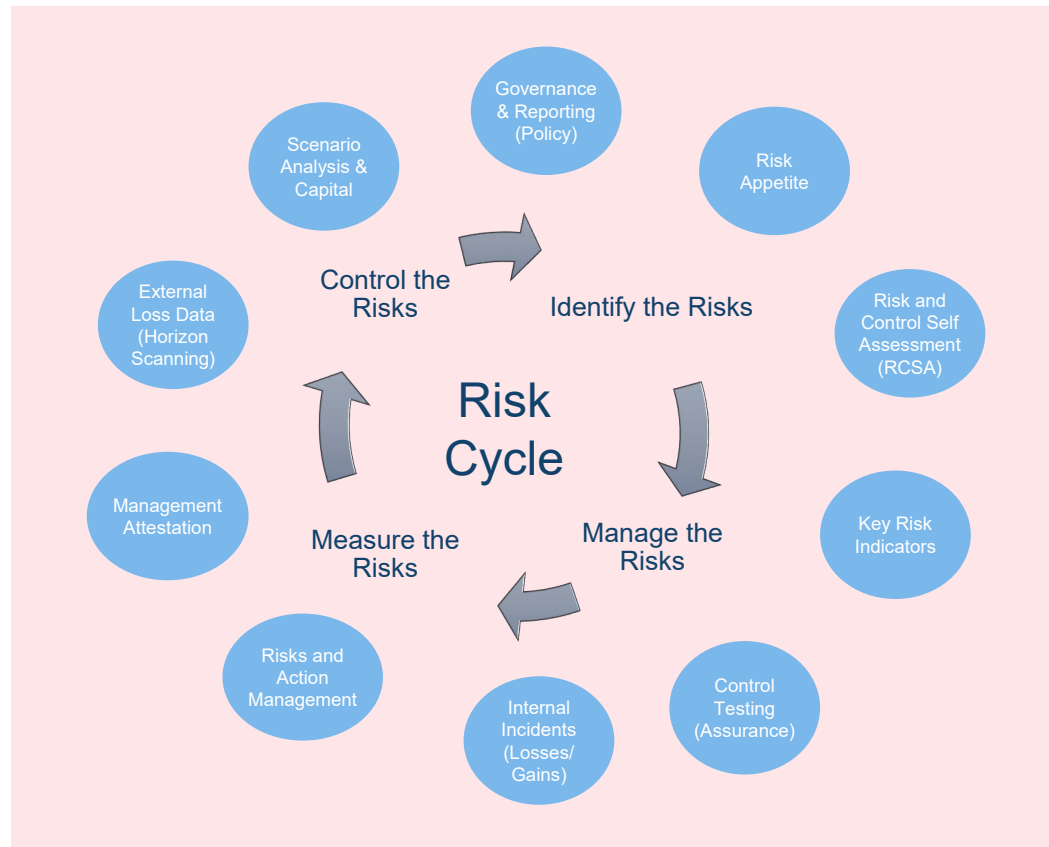 Governance
& Reporting
(Policy)
Risk
Appetite
Risk and
Control Self
Assessment
(RCSA)
Key Risk
Indicators
Control
Testing
(Assurance)
Internal
Incidents
(Losses/
Gains)
Risks and
Action
Management
Management
Attestation
External
Loss Data
(Horizon
Scanning)
Scenario
Analysis &
Capital
Control the
Risks
Identify the Risks
Manage the
Risks
Measure the
Risks
Risk
Cycle